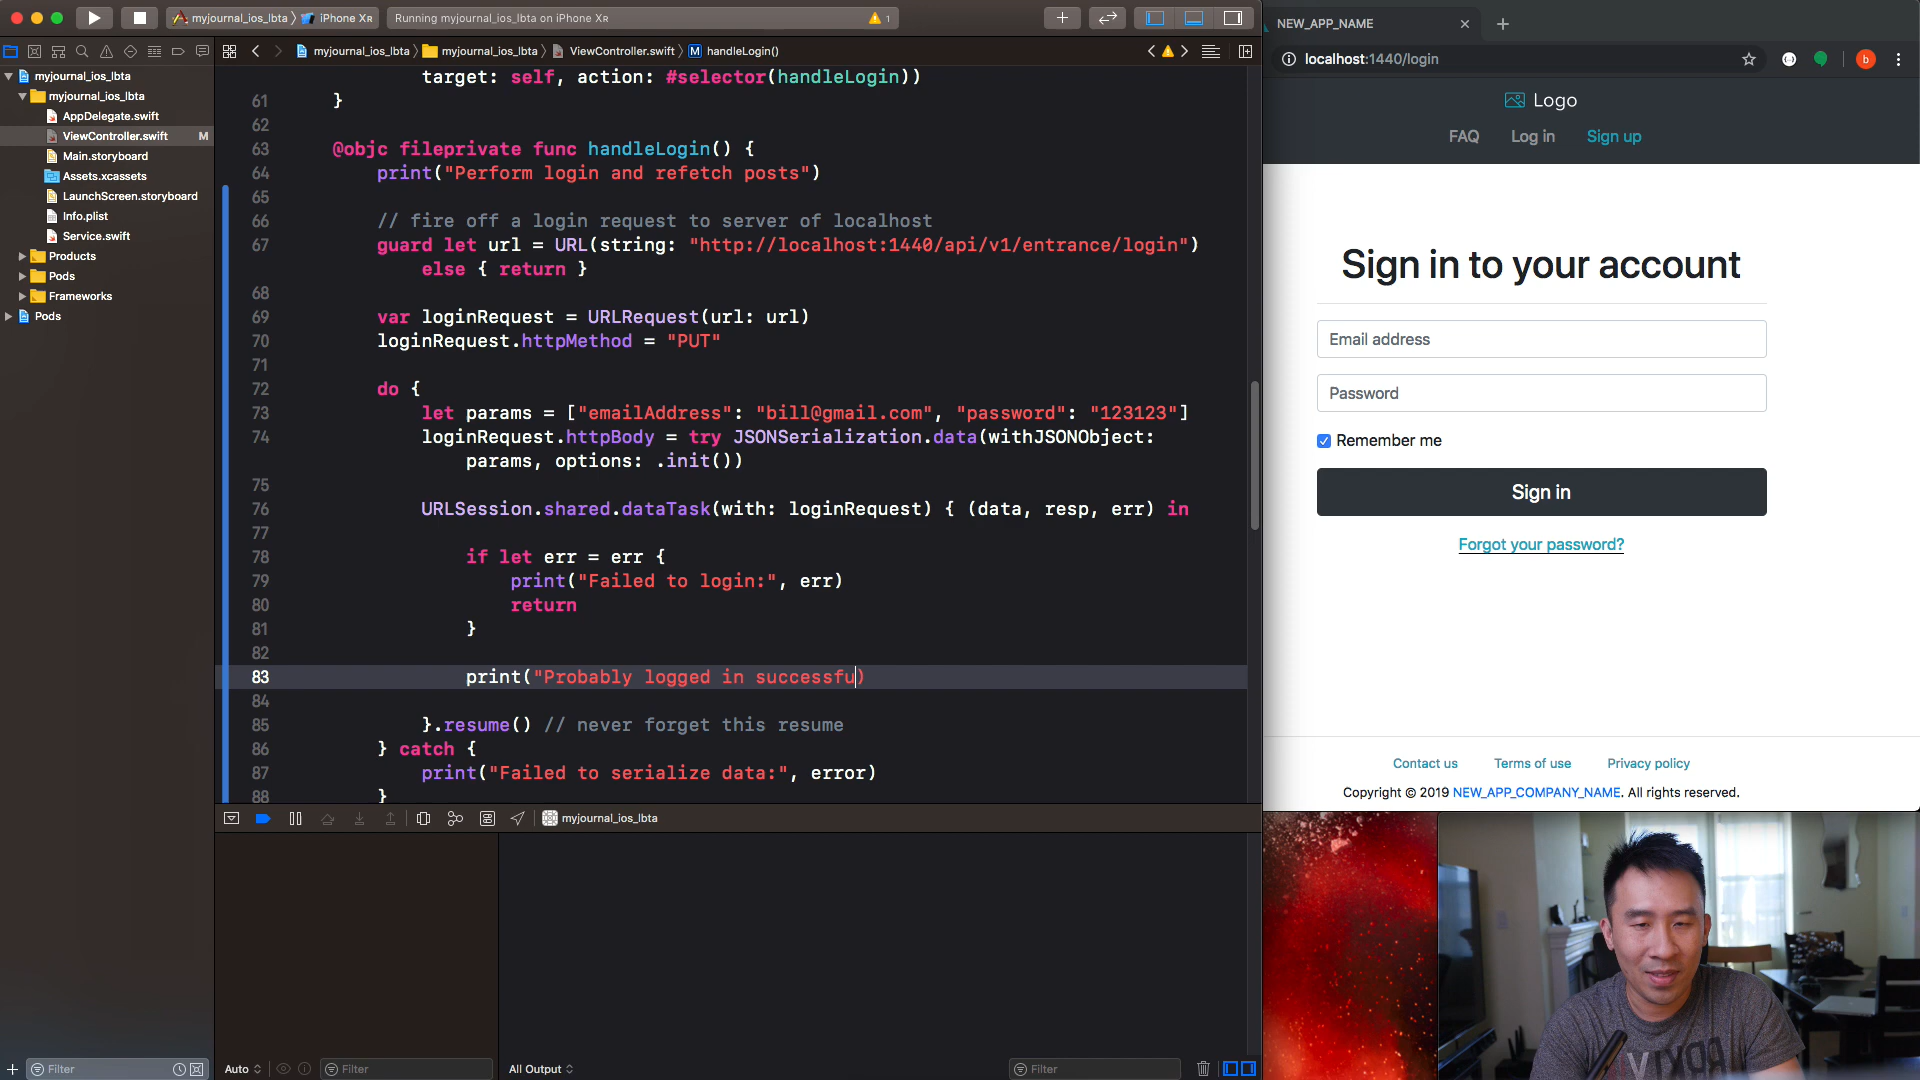 myjournal_ios_lbta
iPhone XR
Running myjournal_ios_lbta on iPhone XR
1
myjournal_ios_lbta
myjournal_ios_lbta
ViewController.swift
M
handleLogin()
myjournal_ios_lbta
myjournal_ios_lbta
AppDelegate.swift
ViewController.swift
M
Main.storyboard
Assets.xcassets
LaunchScreen.storyboard
Info.plist
Service.swift
Products
Pods
Frameworks
Pods
target: self, action: #selector(handleLogin))
61 }
62
63 @objc fileprivate func handleLogin() {
64 print("Perform login and refetch posts")
65
66 // fire off a login request to server of localhost
67 guard let url = URL(string: "http://localhost:1440/api/v1/entrance/login")
else { return }
68
69 var loginRequest = URLRequest(url: url)
70 loginRequest.httpMethod = "PUT"
71
72 do {
73 let params = ["emailAddress": "bill@gmail.com", "password": "123123"]
74 loginRequest.httpBody = try JSONSerialization.data(withJSONObject:
params, options: .init())
75
76 URLSession.shared.dataTask(with: loginRequest) { (data, resp, err) in
77
78 if let err = err {
79 print("Failed to login:", err)
80 return
81 }
82
83 print("Probably logged in successfu)
84
85 }.resume() // never forget this resume
86 } catch {
87 print("Failed to serialize data:", error)
88 }
myjournal_ios_lbta
Filter
Auto
Filter
All Output
Filter
NEW_APP_NAME
localhost:1440/login
b
Logo
FAQ
Log in
Sign up
Sign in to your account
Email address
Password
Remember me
Sign in
Forgot your password?
Contact us
Terms of use
Privacy policy
Copyright © 2019 NEW_APP_COMPANY_NAME. All rights reserved.